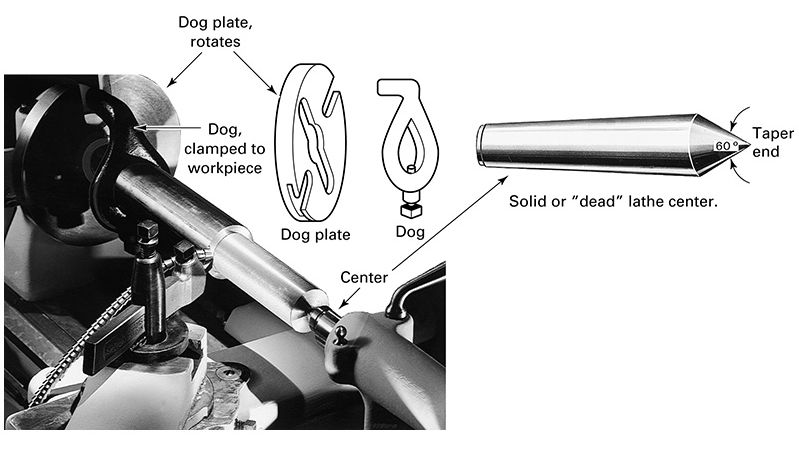 Dog plate,
rotates
Dog,
clamped to
workpiece
Dog plate
Dog
60°
Taper
end
Solid or "dead" lathe center.
Center